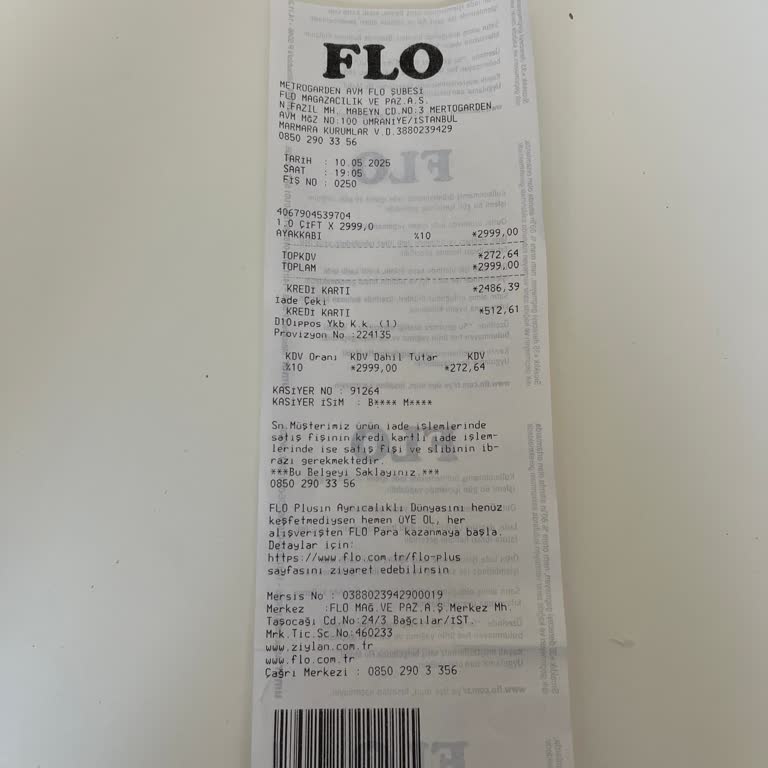 FLO
METROGARDEN AVM FLO ŞUBESİ
FLO MAGAZACILIK VE PAZ.A.S.
N.FAZIL MH. MABEYN CD.NO:3 MERTOGARDEN
AVM MĞZ NO:100 ÜMRANİYE/İSTANBUL
MARMARA KURUMLAR V.D.3880239429
0850 290 33 56
TARİH : 10.05.2025
SAAT : 19:05
FİŞ NO : 0250
4067904539704
1.0 ÇİFT X 2999,0
AYAKKABI %10 *2999,00
TOPKDV *272,64
TOPLAM *2999,00
KREDİ KARTI *2486,39
İade Çeki
KREDİ KARTI *512,61
D10ippos Ykb K.k. (1)
Provizyon No :224135
KDV Oranı KDV Dahil Tutar KDV
%10 *2999,00 *272,64
KASİYER NO : 91264
KASİYER İSİM : B**** M****
Sn.Müşterimiz ürün iade işlemlerinde
satış fişinin kredi kartlı iade işlem-
lerinde ise satış fişi ve slibinin ib-
razı gerekmektedir.
***Bu Belgeyi Saklayınız.***
0850 290 33 56
FLO Plusın Ayrıcalıklı Dünyasını henüz
keşfetmediysen hemen ÜYE OL, her
alışverişten FLO Para kazanmaya başla.
Detaylar için:
https://www.flo.com.tr/flo-plus
sayfasını ziyaret edebilirsin
Mersis No : 0388023942900019
Merkez :FLO MAĞ.VE PAZ.A.Ş Merkez Mh.
Taşocağı Cd.No:24/3 Bağcılar/İST.
Mrk.Tic.Sc.No:460233
www.ziylan.com.tr
www.flo.com.tr
Çağrı Merkezi : 0850 290 3 356